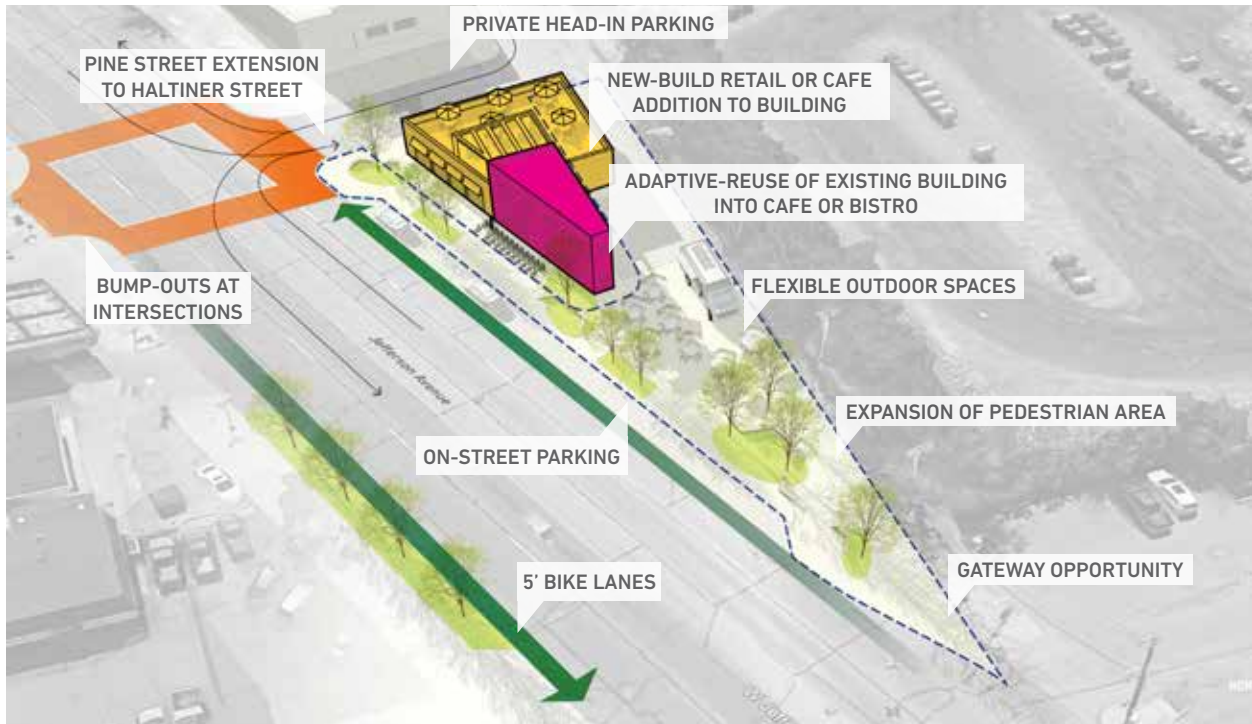 PRIVATE HEAD-IN PARKING
PINE STREET EXTENSION
TO HALTINER STREET
NEW-BUILD RETAIL OR CAFE
ADDITION TO BUILDING
ADAPTIVE-REUSE OF EXISTING BUILDING
INTO CAFE OR BISTRO
BUMP-OUTS AT
INTERSECTIONS
FLEXIBLE OUTDOOR SPACES
Jefferson Avenue
EXPANSION OF PEDESTRIAN AREA
ON-STREET PARKING
5' BIKE LANES
GATEWAY OPPORTUNITY